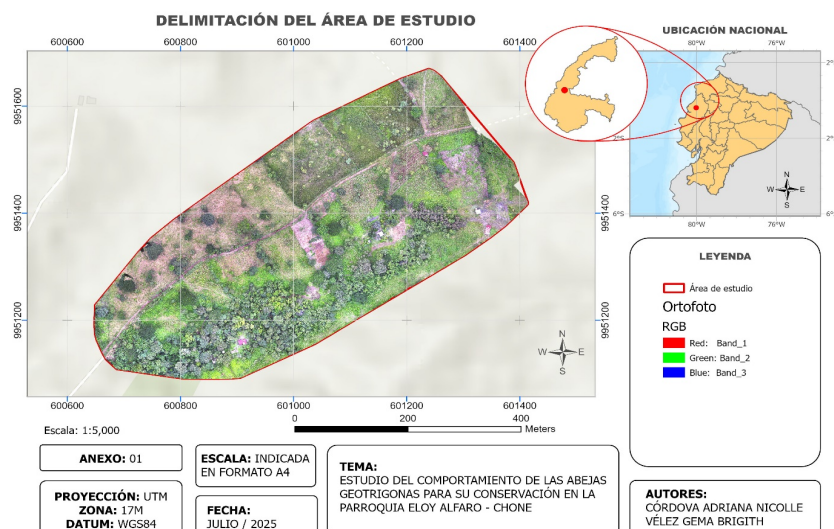 DELIMITACIÓN DEL ÁREA DE ESTUDIO
600600 600800 601000 601200 601400
9951600
9951400
9951200
9951600
9951400
9951200
N
W E
S
600600 600800 601000 601200 601400
Escala: 1:5,000
0 200 400
Meters
UBICACIÓN NACIONAL
80°W 76°W
2°
2°
6°S
6°
N
W E
S
80°W 76°W
LEYENDA
Área de estudio
Ortofoto
RGB
Red: Band_1
Green: Band_2
Blue: Band_3
ANEXO: 01
PROYECCIÓN: UTM
ZONA: 17M
DATUM: WGS84
ESCALA: INDICADA
EN FORMATO A4
FECHA:
JULIO / 2025
TEMA:
ESTUDIO DEL COMPORTAMIENTO DE LAS ABEJAS
GEOTRIGONAS PARA SU CONSERVACIÓN EN LA
PARROQUIA ELOY ALFARO - CHONE
AUTORES:
CÓRDOVA ADRIANA NICOLLE
VÉLEZ GEMA BRIGITH